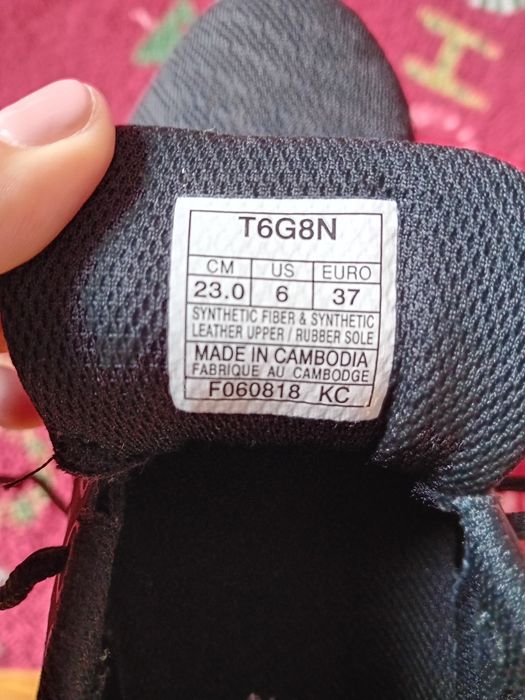 T6G8N
CM US EURO
23.0 6 37
SYNTHETIC FIBER & SYNTHETIC
LEATHER UPPER / RUBBER SOLE
MADE IN CAMBODIA
FABRIQUE AU CAMBODGE
F060818 KC